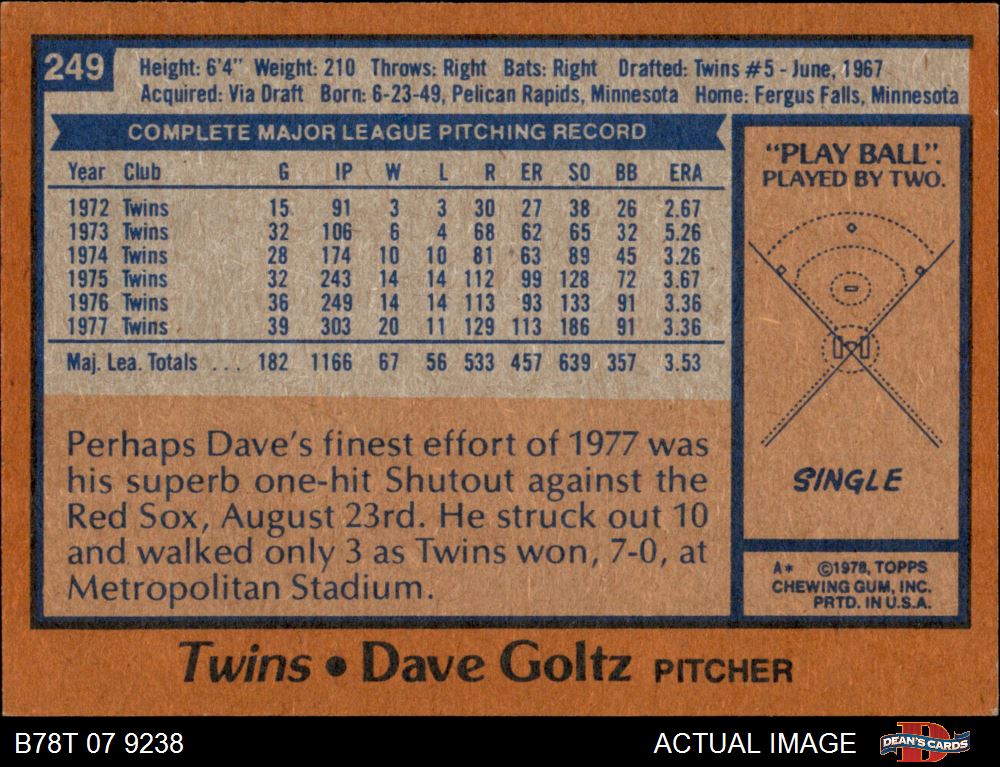 249
Height: 6'4" Weight: 210 Throws: Right Bats: Right Drafted: Twins #5 - June, 1967
Acquired: Via Draft Born: 6-23-49, Pelican Rapids, Minnesota Home: Fergus Falls, Minnesota
COMPLETE MAJOR LEAGUE PITCHING RECORD
Year Club G IP W L R ER SO BB ERA
1972 Twins 15 91 3 3 30 27 38 26 2.67
1973 Twins 32 106 6 4 68 62 65 32 5.26
1974 Twins 28 174 10 10 81 63 89 45 3.26
1975 Twins 32 243 14 14 112 99 128 72 3.67
1976 Twins 36 249 14 14 113 93 133 91 3.36
1977 Twins 39 303 20 11 129 113 186 91 3.36
Maj. Lea. Totals ... 182 1166 67 56 533 457 639 357 3.53
Perhaps Dave's finest effort of 1977 was
his superb one-hit Shutout against the
Red Sox, August 23rd. He struck out 10
and walked only 3 as Twins won, 7-0, at
Metropolitan Stadium.
"PLAY BALL".
PLAYED BY TWO.
SINGLE
A* ©1978, TOPPS
CHEWING GUM, INC.
PRTD. IN U.S.A.
Twins • Dave Goltz PITCHER
B78T 07 9238
ACTUAL IMAGE
D
DEAN'S CARDS